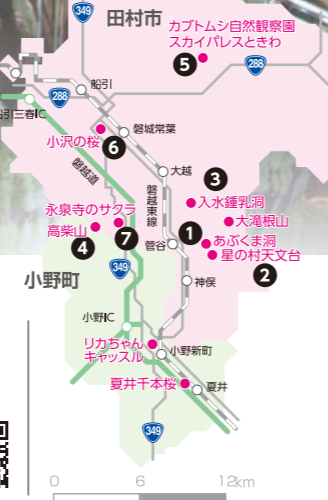 349
田村市
カブトムシ自然観察園
スカイパレスときわ
5
288
船引
288
船引三春IC
磐城常葉
小沢の桜
6
大越
磐越道
3
磐越東線
入水鍾乳洞
永泉寺のサクラ
大滝根山
高柴山
1
4
7
菅谷
あぶくま洞
星の村天文台
2
小野町
349
神俣
小野IC
リカちゃん
キャッスル
小野新町
夏井千本桜
夏井
349
0 6 12km